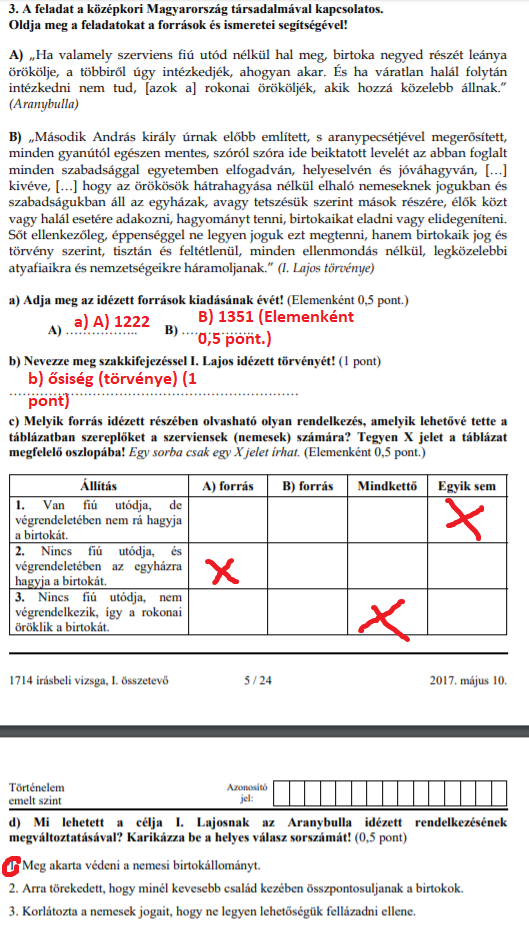 3. A feladat a középkori Magyarország társadalmával kapcsolatos.
Oldja meg a feladatokat a források és ismeretei segítségével!
A) „Ha valamely szerviens fiú utód nélkül hal meg, birtoka negyed részét leánya
örökölje, a többiről úgy intézkedjék, ahogyan akar. És ha váratlan halál folytán
intézkedni nem tud, [azok a] rokonai örököljék, akik hozzá közelebb állnak.”
(Aranybulla)
B) „Második András király úrnak előbb említett, s aranypecsétjével megerősített,
minden gyanútól egészen mentes, szóról szóra ide beiktatott levelét az abban foglalt
minden szabadsággal egyetemben elfogadván, helyeselvén és jóváhagyván, […]
kivéve, […] hogy az örökösök hátrahagyása nélkül elhaló nemeseknek jogukban és
szabadságukban áll az egyházak, avagy tetszésük szerint mások részére, élők közt
vagy halál esetére adakozni, hagyományt tenni, birtokaikat eladni vagy elidegeníteni.
Sőt ellenkezőleg, éppenséggel ne legyen joguk ezt megtenni, hanem birtokaik jog és
törvény szerint, tisztán és feltétlenül, minden ellenmondás nélkül, legközelebbi
atyafiaikra és nemzetségeikre háramoljanak.” (I. Lajos törvénye)
a) Adja meg az idézett források kiadásának évét! (Elemenként 0,5 pont.)
A) ……………….. a) A) 1222 B) ……………….. B) 1351 (Elemenként
0,5 pont.)
b) Nevezze meg szakkifejezéssel I. Lajos idézett törvényét! (1 pont)
b) ősiség (törvénye) (1
pont)
c) Melyik forrás idézett részében olvasható olyan rendelkezés, amelyik lehetővé tette a
táblázatban szereplőket a szerviensek (nemesek) számára? Tegyen X jelet a táblázat
megfelelő oszlopába! Egy sorba csak egy X jelet írhat. (Elemenként 0,5 pont.)
Állítás A) forrás B) forrás Mindkettő Egyik sem
1. Van fiú utódja, de
végrendeletében nem rá hagyja
a birtokát. X
2. Nincs fiú utódja, és
végrendeletében az egyházra
hagyja a birtokát. X
3. Nincs fiú utódja, nem
végrendelkezik, így a rokonai
öröklik a birtokát. X
1714 írásbeli vizsga, I. összetevő 5 / 24 2017. május 10.
Történelem
emelt szint
Azonosító
jel:
d) Mi lehetett a célja I. Lajosnak az Aranybulla idézett rendelkezésének
megváltoztatásával? Karikázza be a helyes válasz sorszámát! (0,5 pont)
1. Meg akarta védeni a nemesi birtokállományt.
2. Arra törekedett, hogy minél kevesebb család kezében összpontosuljanak a birtokok.
3. Korlátozta a nemesek jogait, hogy ne legyen lehetőségük fellázadni ellene.